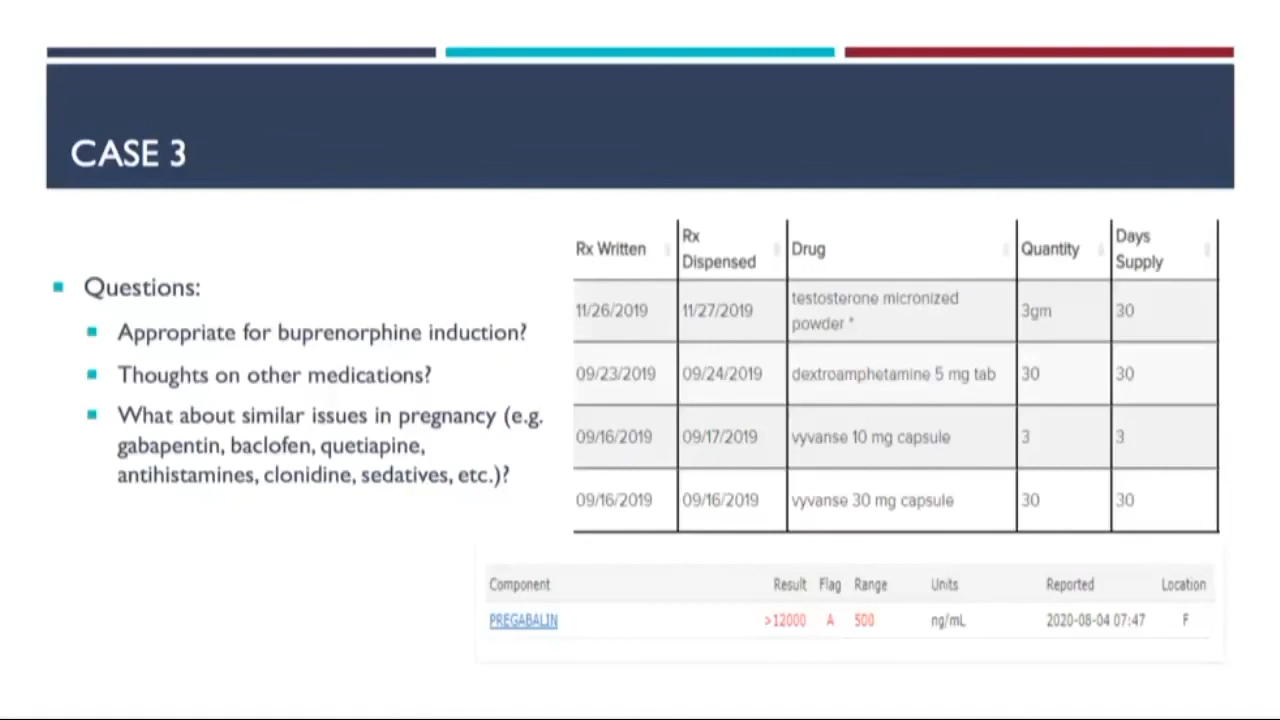 CASE 3
Questions:
Appropriate for buprenorphine induction?
Thoughts on other medications?
What about similar issues in pregnancy (e.g.
gabapentin, baclofen, quetiapine,
antihistamines, clonidine, sedatives, etc.)?
Rx Written Rx Dispensed Drug Quantity Days Supply
11/26/2019 11/27/2019 testosterone micronized powder * 3gm 30
09/23/2019 09/24/2019 dextroamphetamine 5 mg tab 30 30
09/16/2019 09/17/2019 vyvanse 10 mg capsule 3 3
09/16/2019 09/16/2019 vyvanse 30 mg capsule 30 30
Component Result Flag Range Units Reported Location
PREGABALIN >12000 A 500 ng/mL 2020-08-04 07:47 F